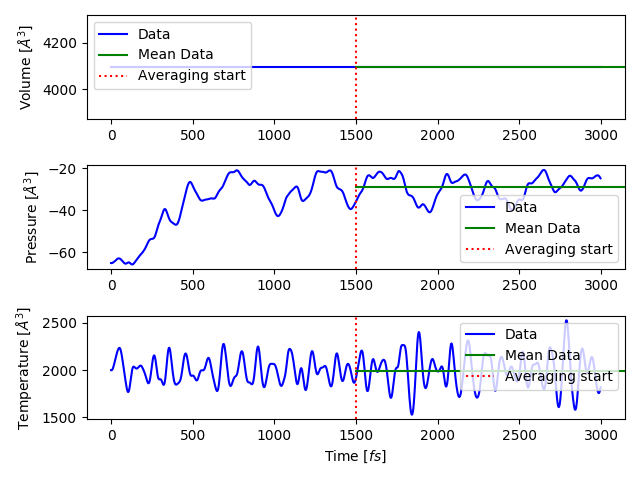 4200
4000
Volume [Å³]
Data
Mean Data
Averaging start
0 500 1000 1500 2000 2500 3000
−20
−40
−60
Pressure [Å³]
Data
Mean Data
Averaging start
0 500 1000 1500 2000 2500 3000
2500
2000
1500
Temperature [Å³]
Data
Mean Data
Averaging start
0 500 1000 1500 2000 2500 3000
Time [fs]